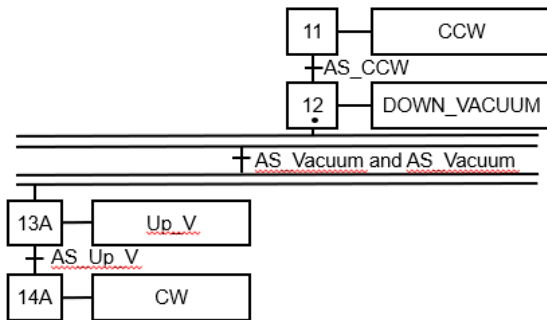 11 CCW
AS_CCW
12 DOWN_VACUUM
AS_Vacuum and AS_Vacuum
13A Up_V
AS_Up_V
14A CW